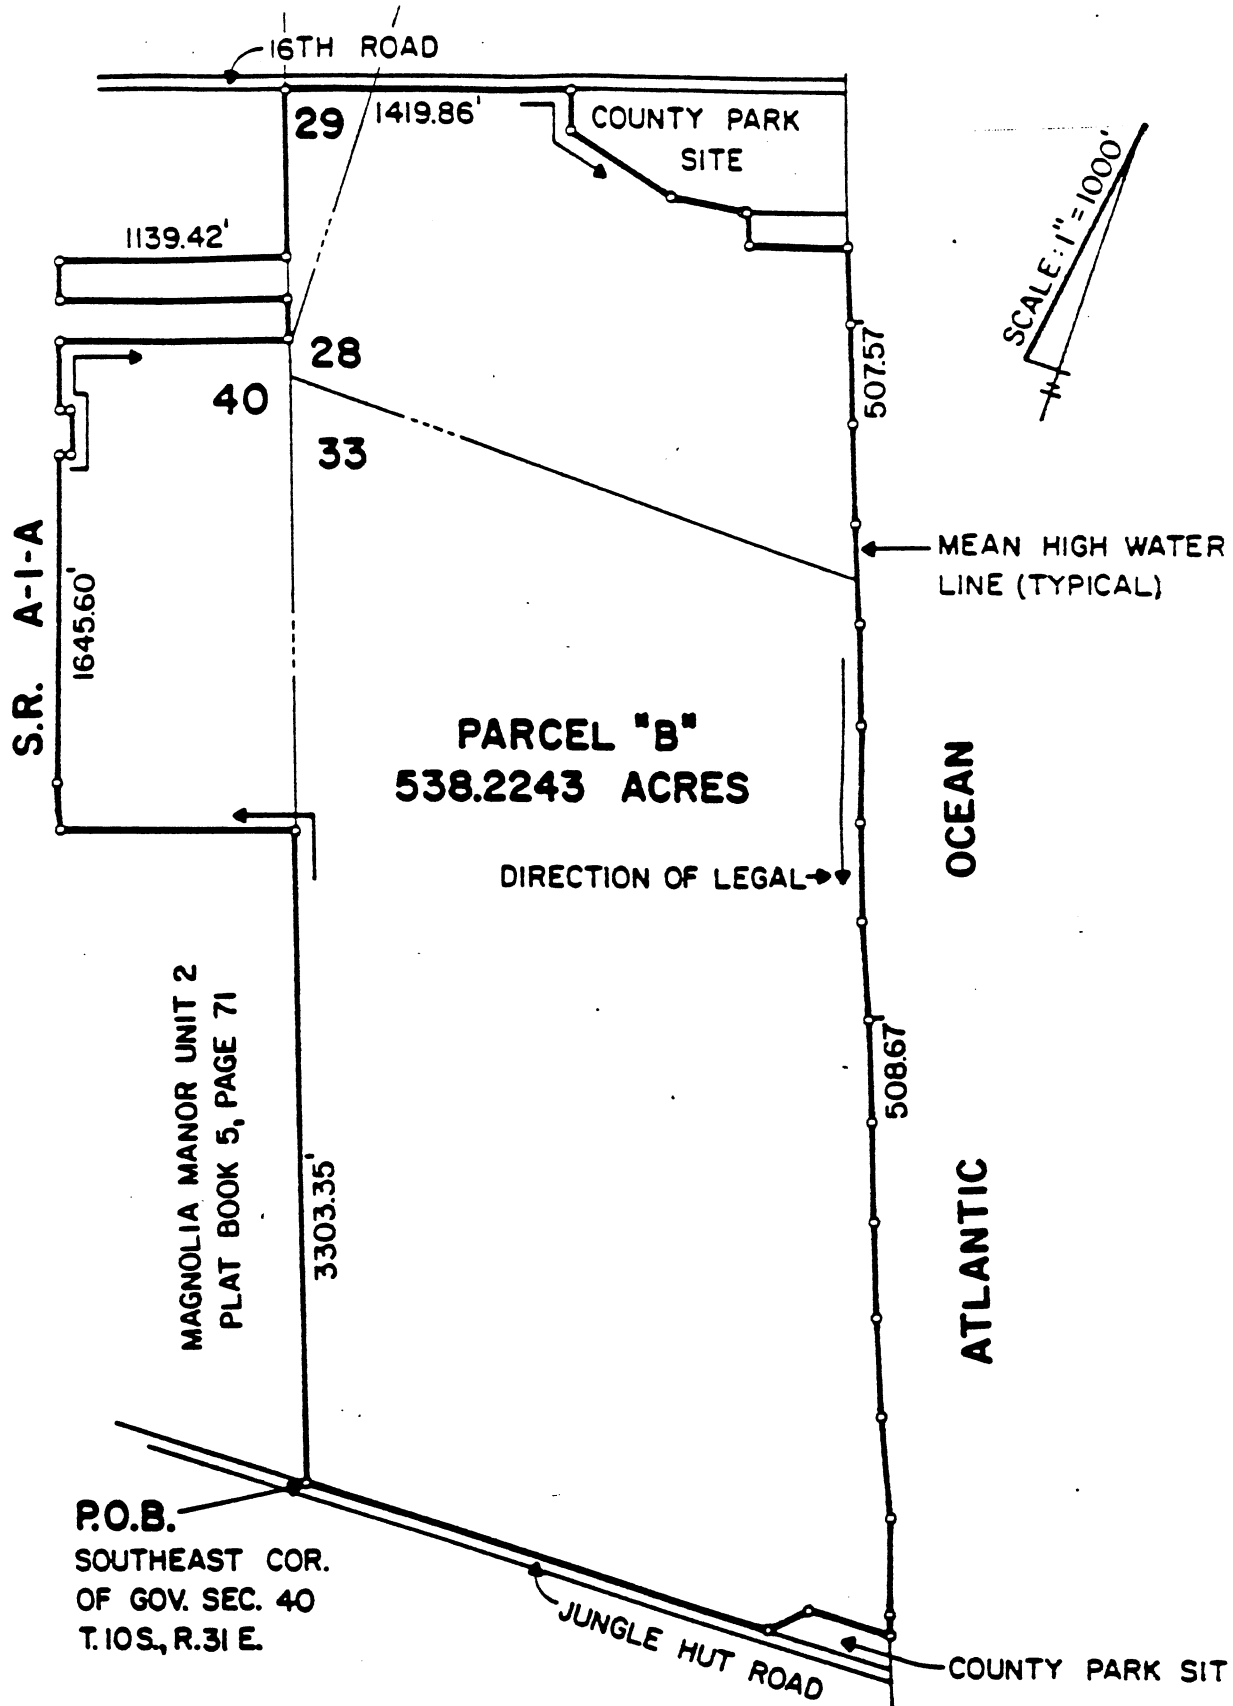 16TH ROAD
29
1419.86'
COUNTY PARK
SITE
SCALE: 1" = 1000'
1139.42'
28
40
33
507.57
S.R. A-1-A
1645.60'
MEAN HIGH WATER
LINE (TYPICAL)
PARCEL "B"
538.2243 ACRES
DIRECTION OF LEGAL
ATLANTIC OCEAN
MAGNOLIA MANOR UNIT 2
PLAT BOOK 5, PAGE 71
508.67'
3303.35'
P.O.B.
SOUTHEAST COR.
OF GOV. SEC. 40
T.10S., R.31 E.
JUNGLE HUT ROAD
COUNTY PARK SIT